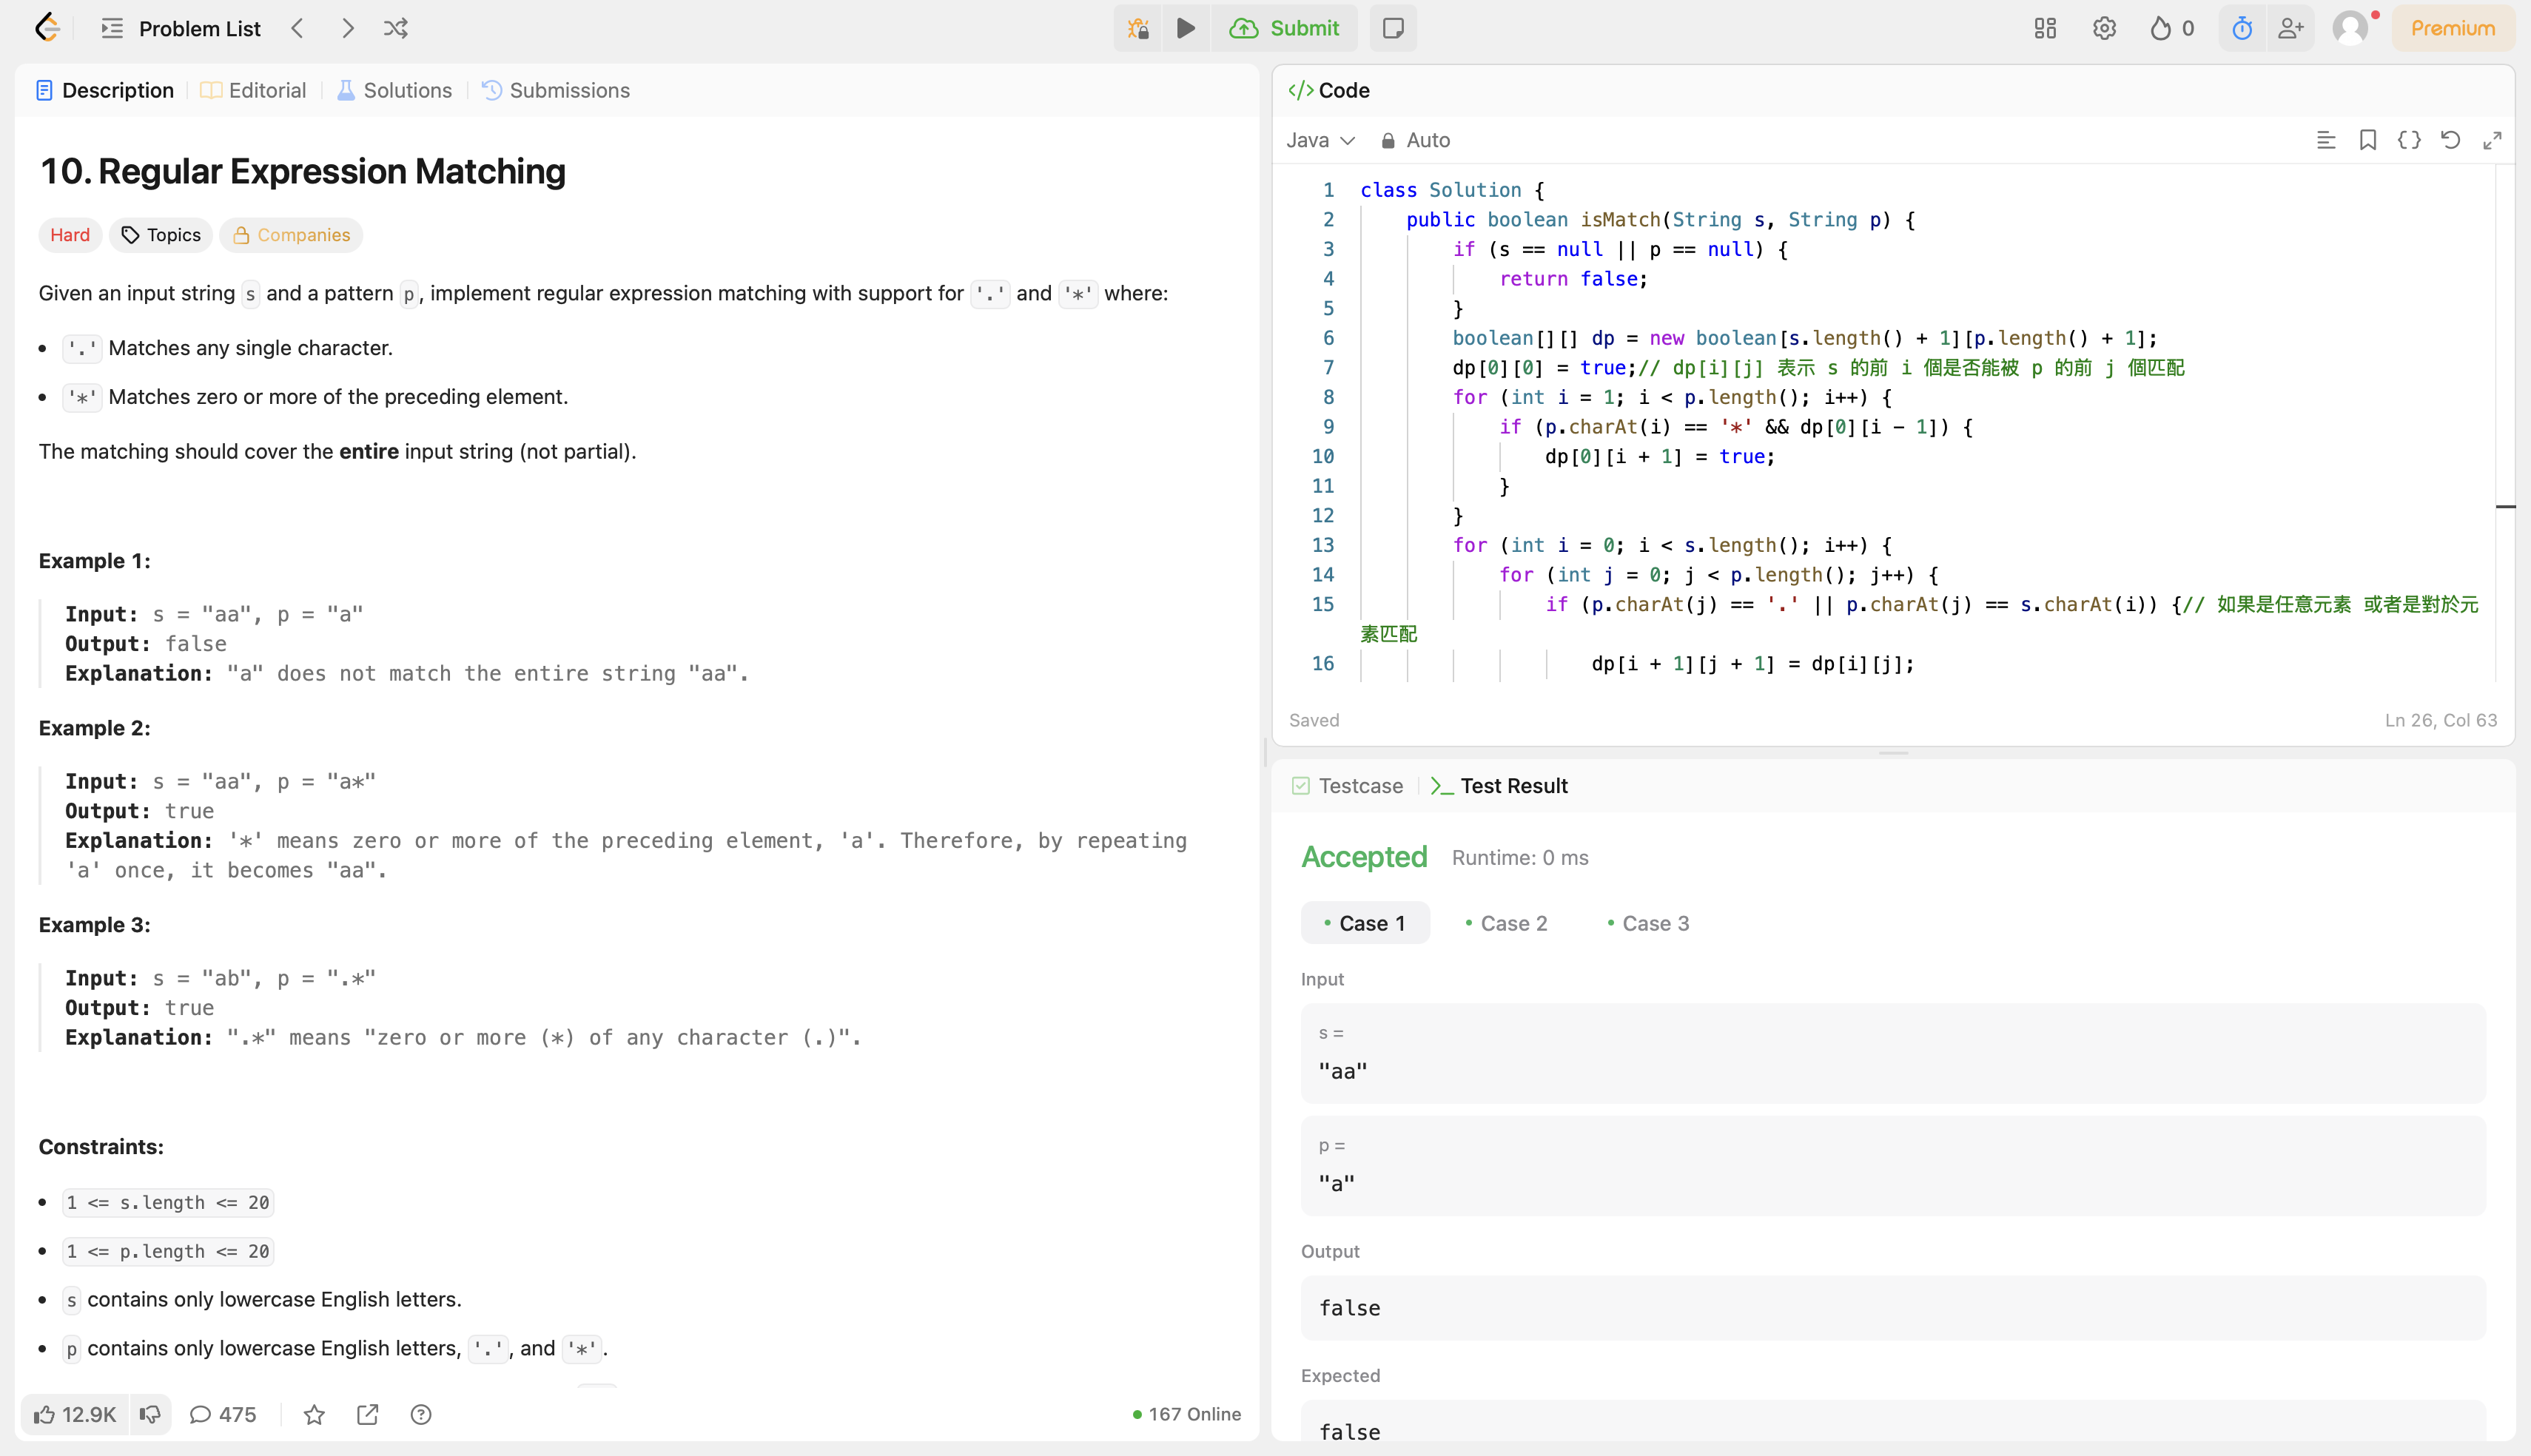 Problem List
Submit
0
Premium
Description
Editorial
Solutions
Submissions
10. Regular Expression Matching
Hard
Topics
Companies
Given an input string s and a pattern p, implement regular expression matching with support for '.' and '*' where:
'.' Matches any single character.
'*' Matches zero or more of the preceding element.
The matching should cover the entire input string (not partial).
Example 1:
Input: s = "aa", p = "a"
Output: false
Explanation: "a" does not match the entire string "aa".
Example 2:
Input: s = "aa", p = "a*"
Output: true
Explanation: '*' means zero or more of the preceding element, 'a'. Therefore, by repeating
'a' once, it becomes "aa".
Example 3:
Input: s = "ab", p = ".*"
Output: true
Explanation: ".*" means "zero or more (*) of any character (.)".
Constraints:
1 <= s.length <= 20
1 <= p.length <= 20
s contains only lowercase English letters.
p contains only lowercase English letters, '.', and '*'.
12.9K
475
167 Online
Code
Java
Auto
1 class Solution {
2 public boolean isMatch(String s, String p) {
3 if (s == null || p == null) {
4 return false;
5 }
6 boolean[][] dp = new boolean[s.length() + 1][p.length() + 1];
7 dp[0][0] = true;// dp[i][j] 表示 s 的前 i 個是否能被 p 的前 j 個匹配
8 for (int i = 1; i < p.length(); i++) {
9 if (p.charAt(i) == '*' && dp[0][i - 1]) {
10 dp[0][i + 1] = true;
11 }
12 }
13 for (int i = 0; i < s.length(); i++) {
14 for (int j = 0; j < p.length(); j++) {
15 if (p.charAt(j) == '.' || p.charAt(j) == s.charAt(i)) {// 如果是任意元素 或者是對於元
素匹配
16 dp[i + 1][j + 1] = dp[i][j];
Saved
Ln 26, Col 63
Testcase
Test Result
Accepted
Runtime: 0 ms
Case 1
Case 2
Case 3
Input
s =
"aa"
p =
"a"
Output
false
Expected
false